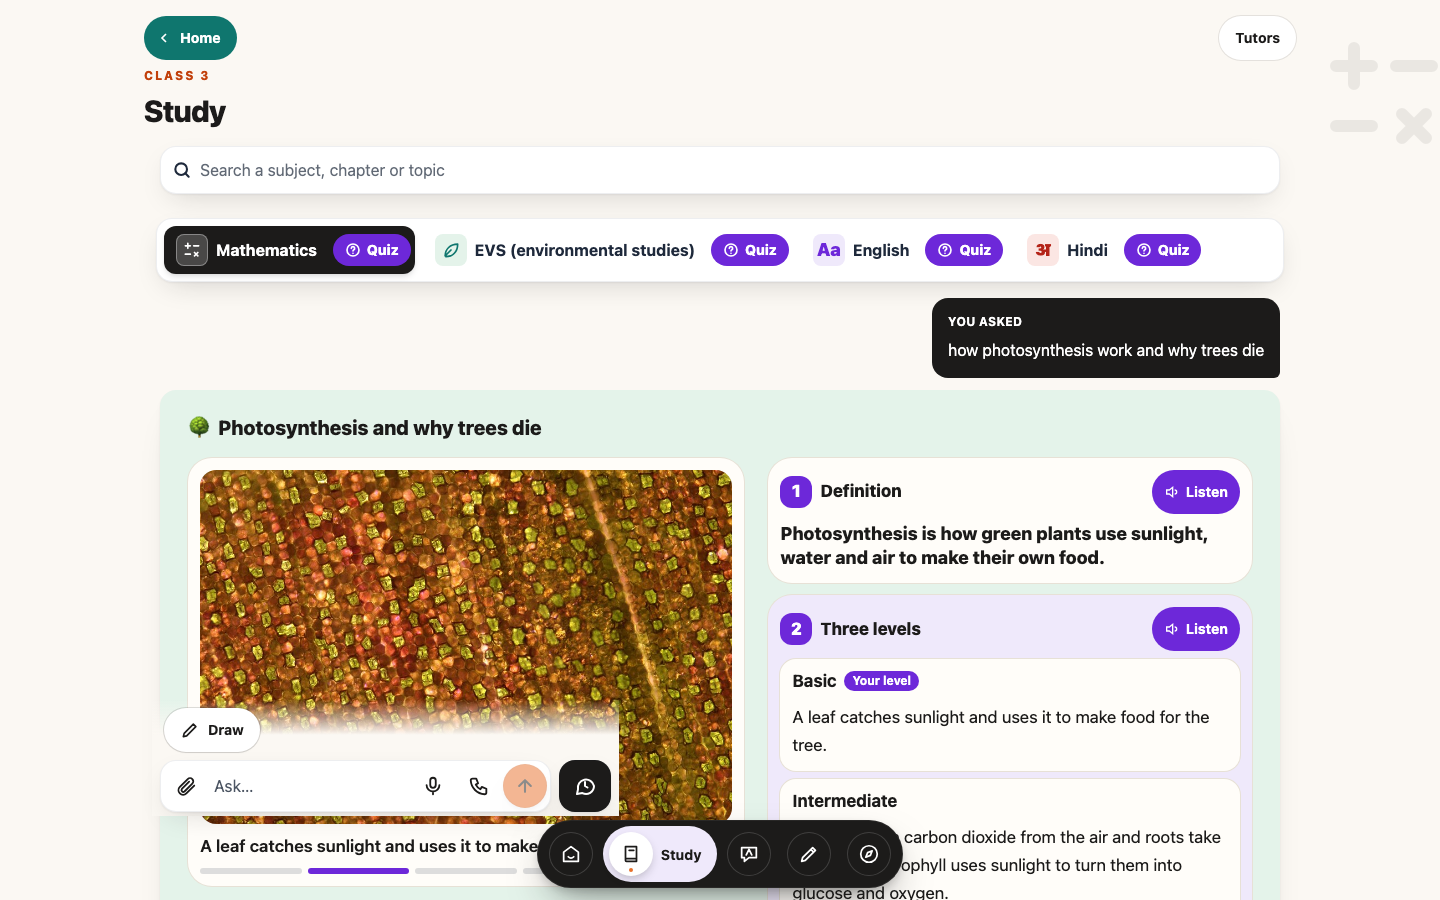 Home
Tutors
CLASS 3
Study
Search a subject, chapter or topic
Mathematics Quiz EVS (environmental studies) Quiz Aa English Quiz अ Hindi Quiz
YOU ASKED
how photosynthesis work and why trees die
Photosynthesis and why trees die
1 Definition Listen
Photosynthesis is how green plants use sunlight,
water and air to make their own food.
2 Three levels Listen
Basic Your level
A leaf catches sunlight and uses it to make food for the
tree.
Intermediate
carbon dioxide from the air and roots take
sunlight to turn them into
glucose and oxygen.
Draw
Ask...
A leaf catches sunlight and uses it to make
Study